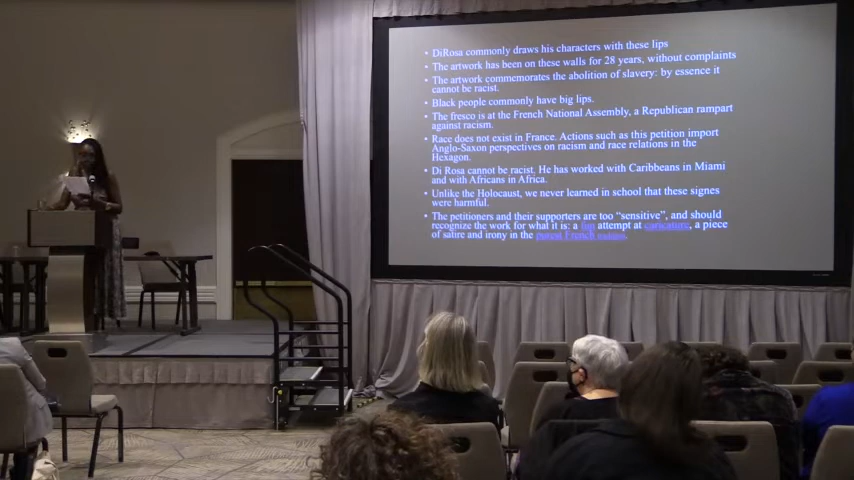 • DiRosa commonly draws his characters with these lips
• The artwork has been on these walls for 28 years, without complaints
• The artwork commemorates the abolition of slavery: by essence it
cannot be racist.
• Black people commonly have big lips.
• The fresco is at the French National Assembly, a Republican rampart
against racism.
• Race does not exist in France. Actions such as this petition import
Anglo-Saxon perspectives on racism and race relations in the
Hexagon.
• Di Rosa cannot be racist. He has worked with Caribbeans in Miami
and with Africans in Africa.
• Unlike the Holocaust, we never learned in school that these signes
were harmful.
• The petitioners and their supporters are too “sensitive”, and should
recognize the work for what it is: a fun attempt at caricature, a piece
of satire and irony in the purest French tradition.